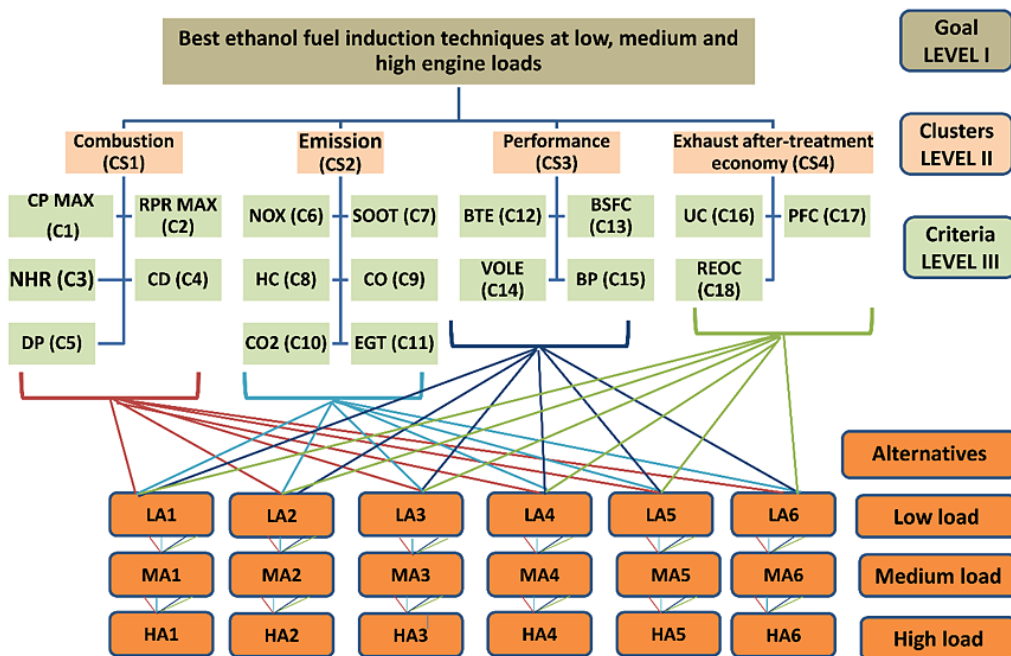 Best ethanol fuel induction techniques at low, medium and
high engine loads
Goal
LEVEL I
Combustion
(CS1)
Emission
(CS2)
Performance
(CS3)
Exhaust after-treatment
economy (CS4)
Clusters
LEVEL II
CP MAX
(C1)
RPR MAX
(C2)
NOX (C6)
SOOT (C7)
BTE (C12)
BSFC
(C13)
UC (C16)
PFC (C17)
Criteria
LEVEL III
NHR (C3)
CD (C4)
HC (C8)
CO (C9)
VOLE
(C14)
BP (C15)
REOC
(C18)
DP (C5)
CO2 (C10)
EGT (C11)
Alternatives
LA1
LA2
LA3
LA4
LA5
LA6
Low load
MA1
MA2
MA3
MA4
MA5
MA6
Medium load
HA1
HA2
HA3
HA4
HA5
HA6
High load